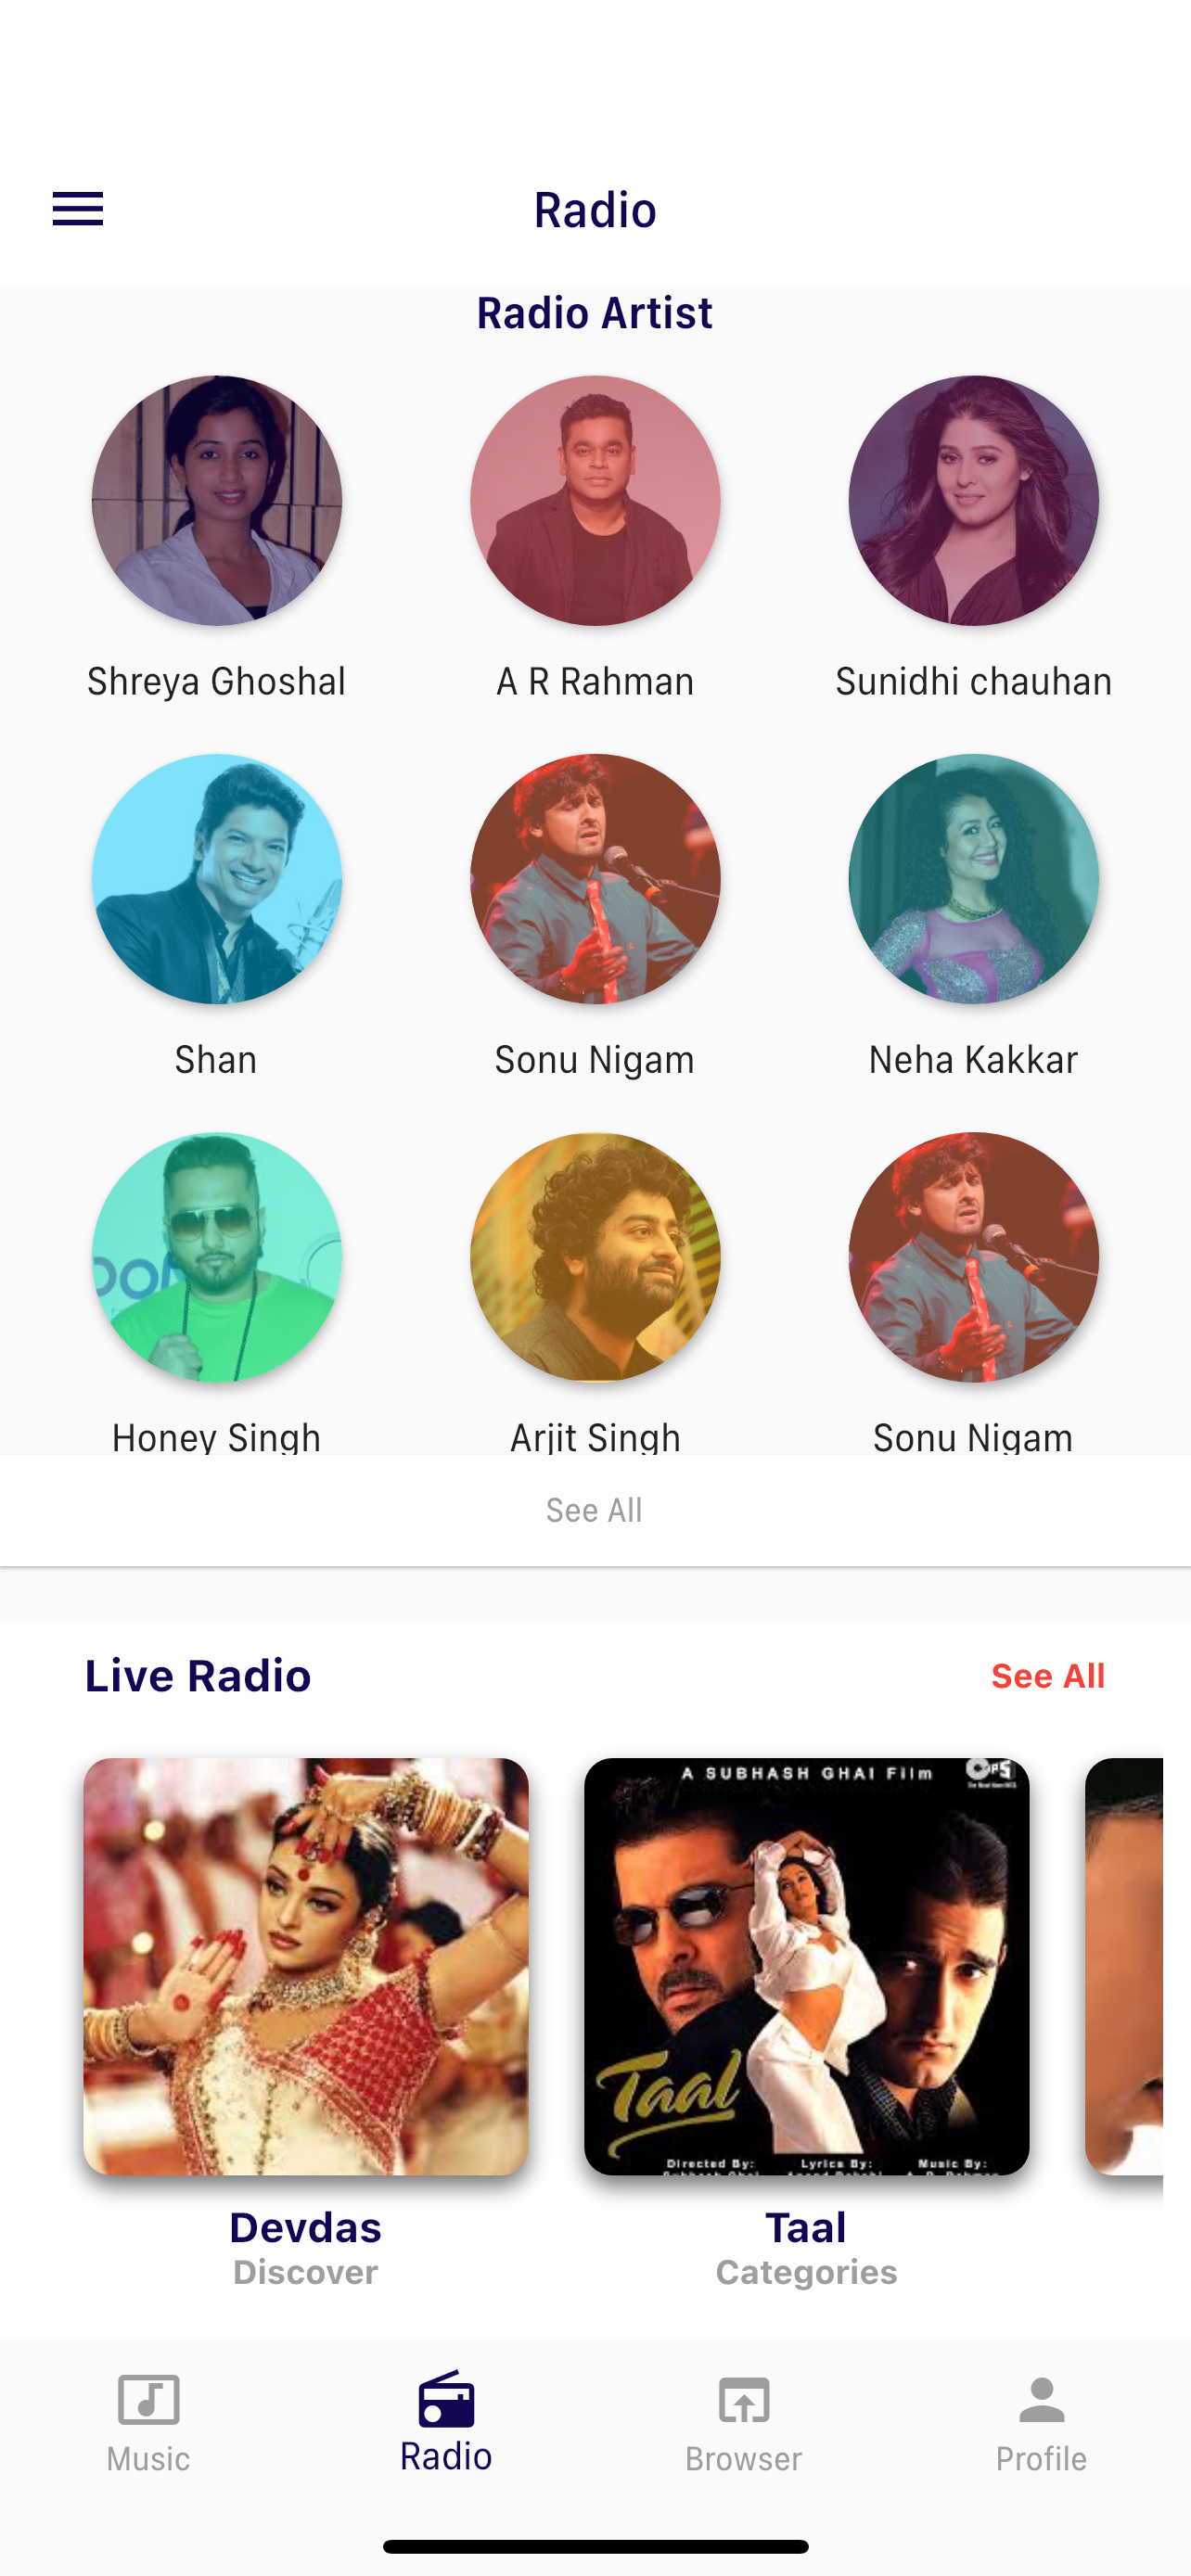 Radio
Radio Artist
Shreya Ghoshal
A R Rahman
Sunidhi chauhan
Shan
Sonu Nigam
Neha Kakkar
Honey Singh
Arjit Singh
Sonu Nigam
See All
Live Radio
See All
A SUBHASH GHAI Film
Taal
Directed By:
Lyrics By:
Music By:
Devdas
Discover
Taal
Categories
Music
Radio
Browser
Profile